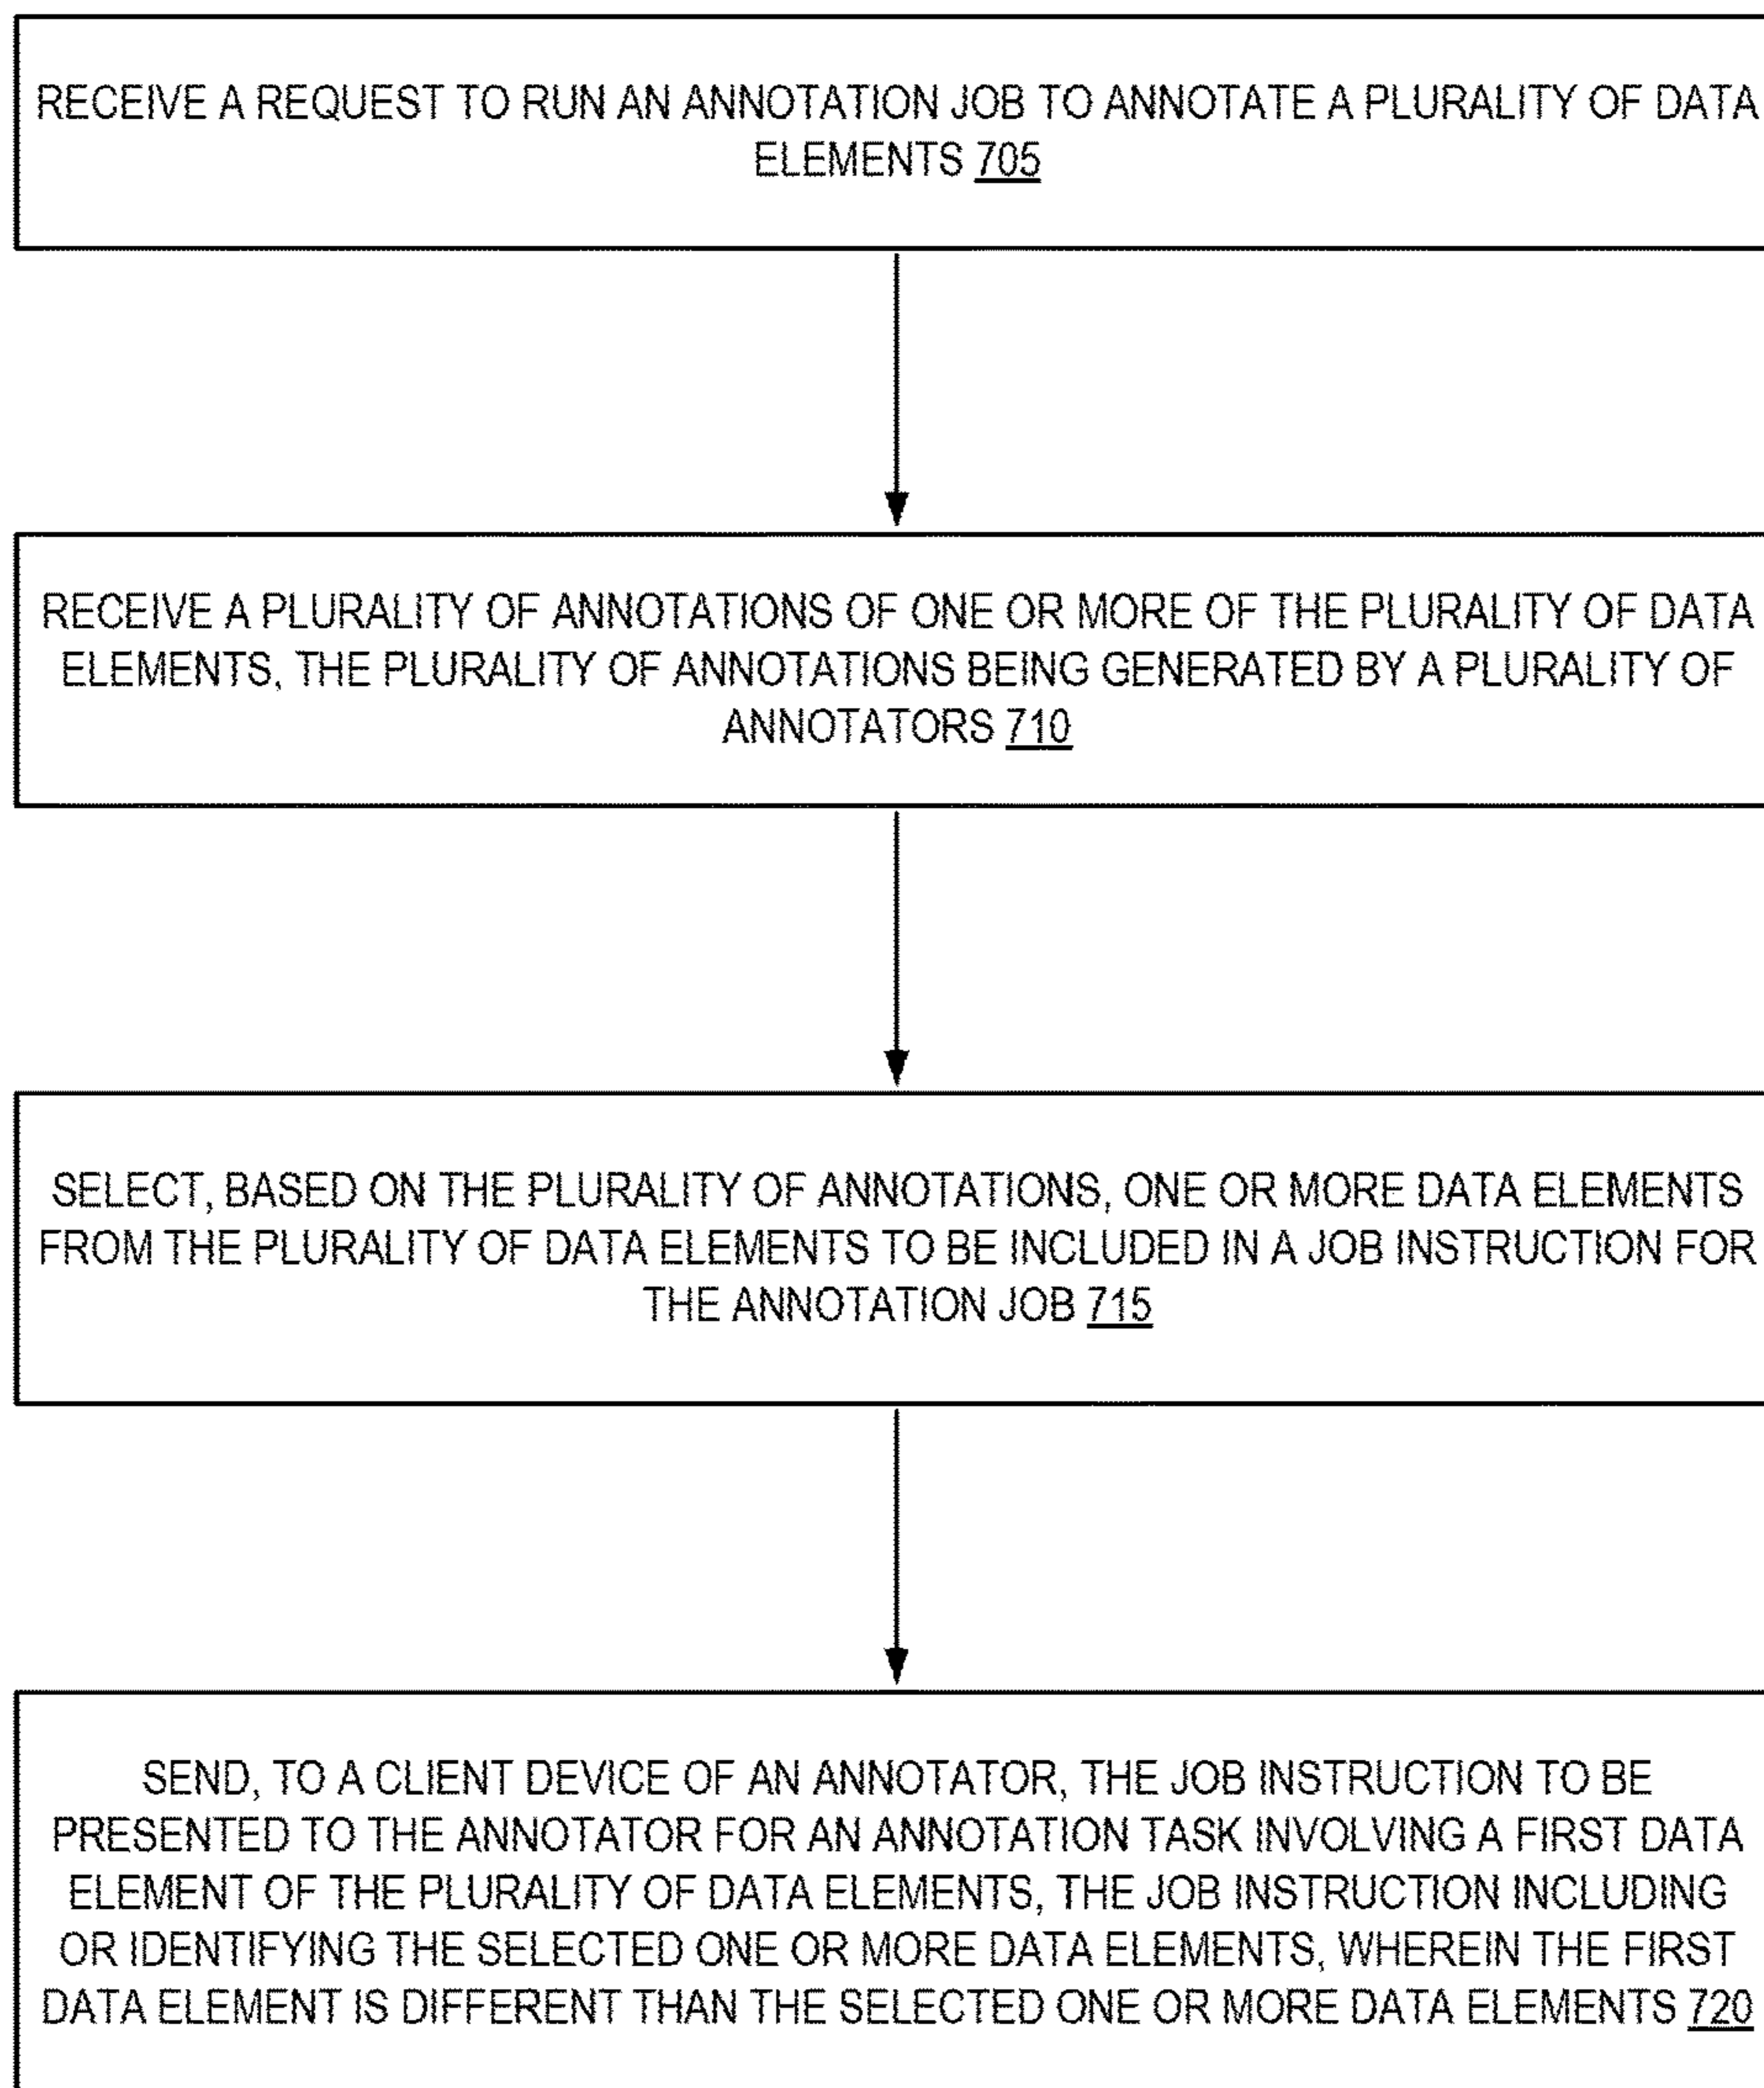 RECEIVE A REQUEST TO RUN AN ANNOTATION JOB TO ANNOTATE A PLURALITY OF DATA
ELEMENTS 705
RECEIVE A PLURALITY OF ANNOTATIONS OF ONE OR MORE OF THE PLURALITY OF DATA
ELEMENTS, THE PLURALITY OF ANNOTATIONS BEING GENERATED BY A PLURALITY OF
ANNOTATORS 710
SELECT, BASED ON THE PLURALITY OF ANNOTATIONS, ONE OR MORE DATA ELEMENTS
FROM THE PLURALITY OF DATA ELEMENTS TO BE INCLUDED IN A JOB INSTRUCTION FOR
THE ANNOTATION JOB 715
SEND, TO A CLIENT DEVICE OF AN ANNOTATOR, THE JOB INSTRUCTION TO BE
PRESENTED TO THE ANNOTATOR FOR AN ANNOTATION TASK INVOLVING A FIRST DATA
ELEMENT OF THE PLURALITY OF DATA ELEMENTS, THE JOB INSTRUCTION INCLUDING
OR IDENTIFYING THE SELECTED ONE OR MORE DATA ELEMENTS, WHEREIN THE FIRST
DATA ELEMENT IS DIFFERENT THAN THE SELECTED ONE OR MORE DATA ELEMENTS 720